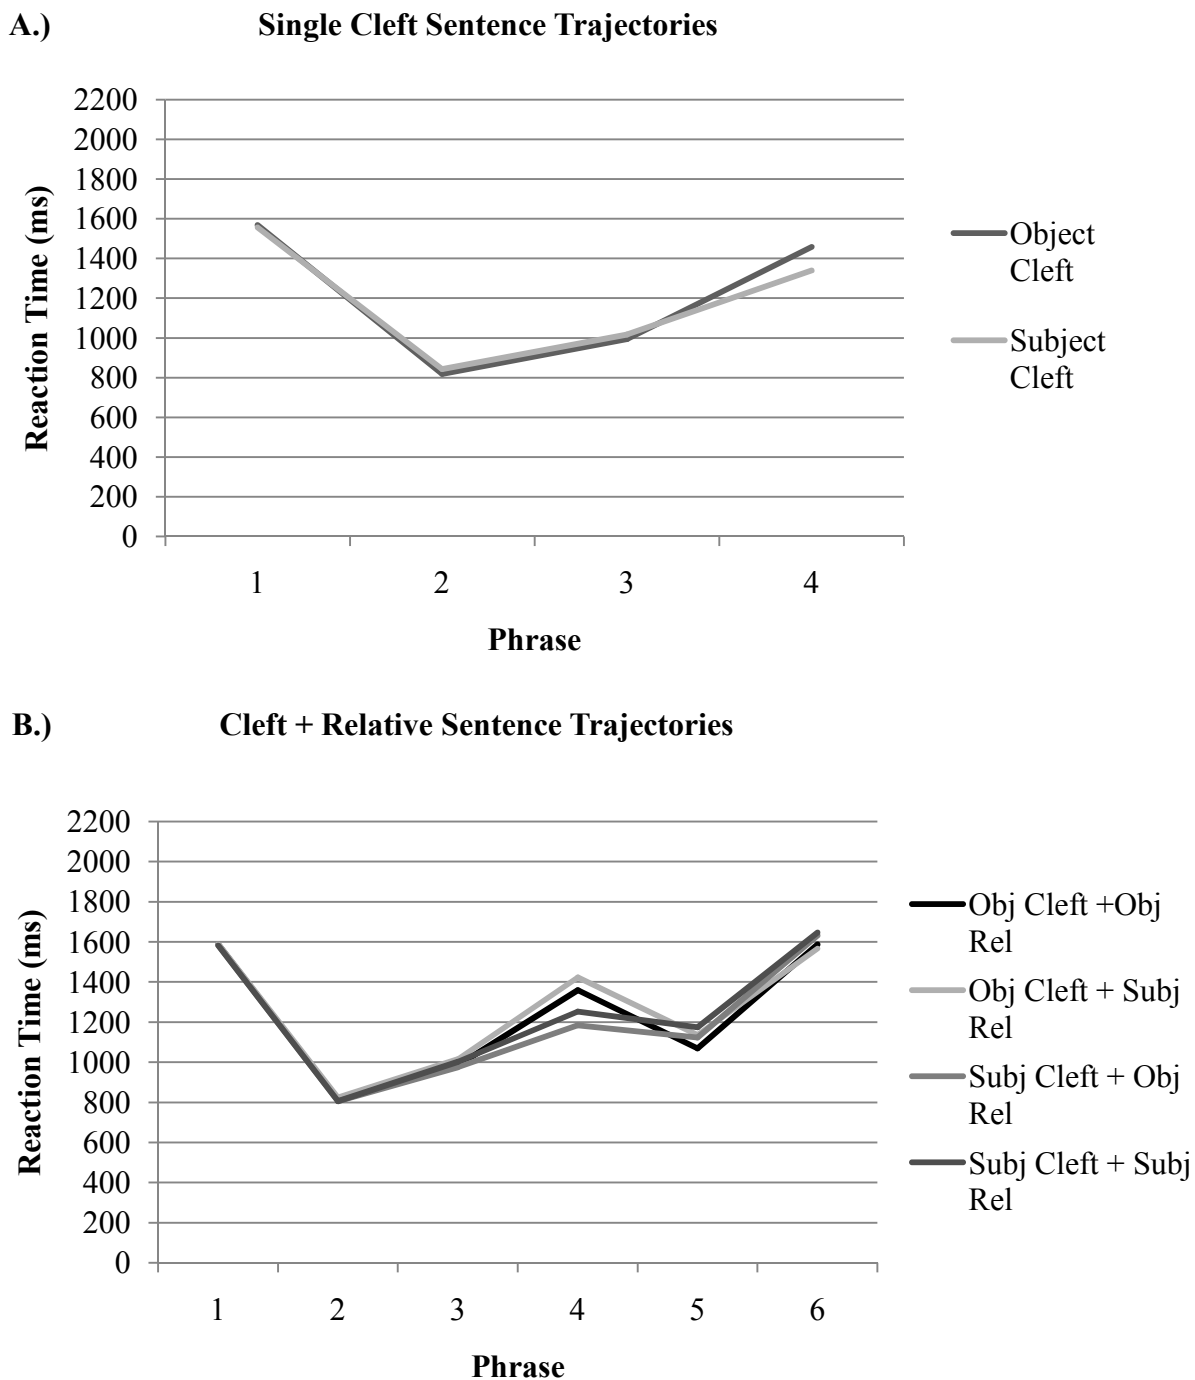 A.) Single Cleft Sentence Trajectories
2200
2000
1800
1600
1400
1200
1000
800
600
400
200
0
Reaction Time (ms)
1 2 3 4
Phrase
Object
Cleft
Subject
Cleft
B.) Cleft + Relative Sentence Trajectories
2200
2000
1800
1600
1400
1200
1000
800
600
400
200
0
Reaction Time (ms)
1 2 3 4 5 6
Phrase
Obj Cleft +Obj
Rel
Obj Cleft + Subj
Rel
Subj Cleft + Obj
Rel
Subj Cleft + Subj
Rel